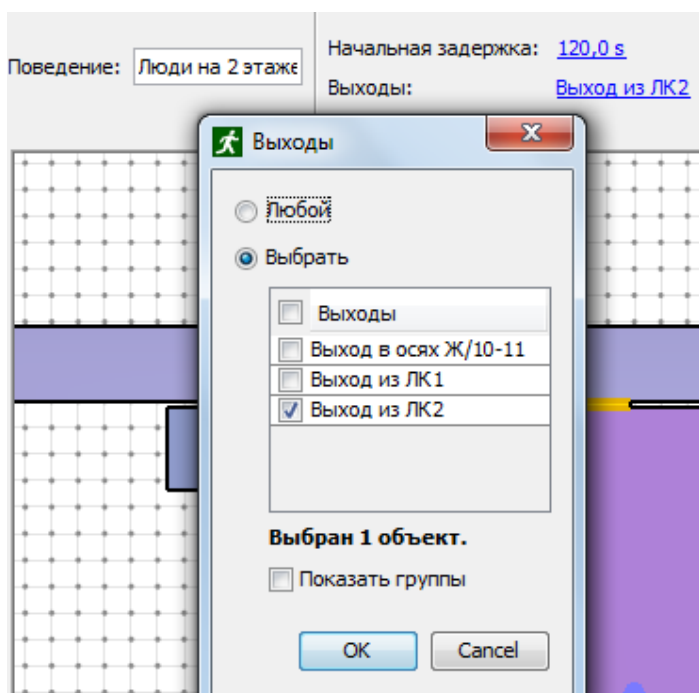 Начальная задержка: 120,0 s
Поведение: Люди на 2 этаже
Выходы: Выход из ЛК2
Выходы
Любой
Выбрать
Выходы
Выход в осях Ж/10-11
Выход из ЛК1
Выход из ЛК2
Выбран 1 объект.
Показать группы
OK Cancel